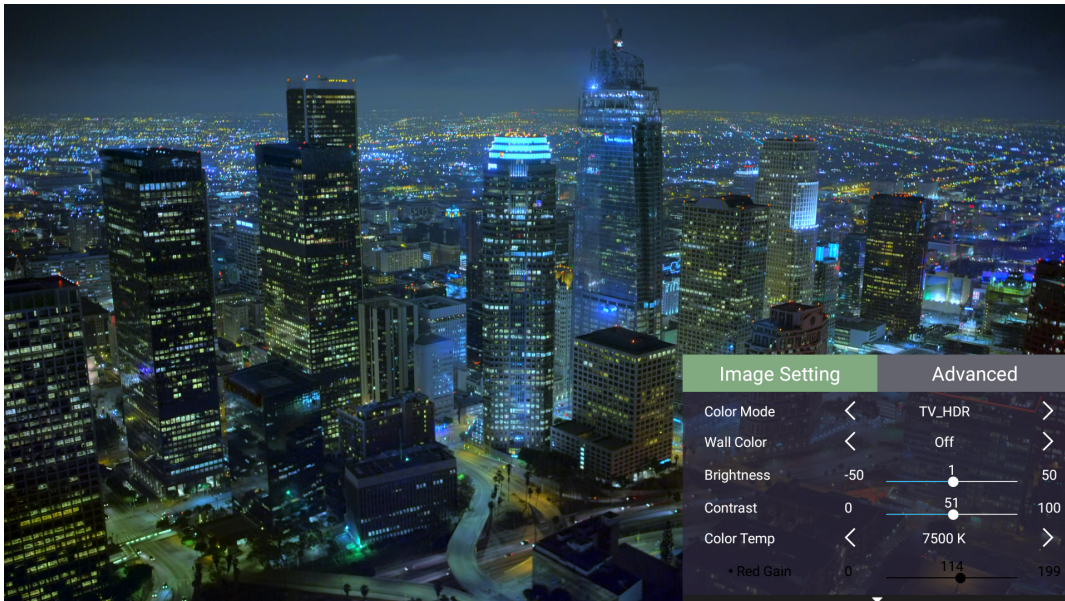 Image Setting Advanced
Color Mode TV_HDR
Wall Color Off
Brightness -50 1 50
Contrast 0 51 100
Color Temp 7500 K
• Red Gain 0 114 199